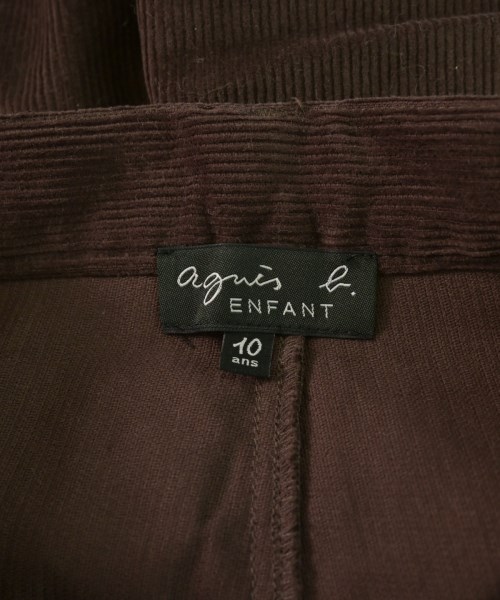 agnès b.
ENFANT
10
ans